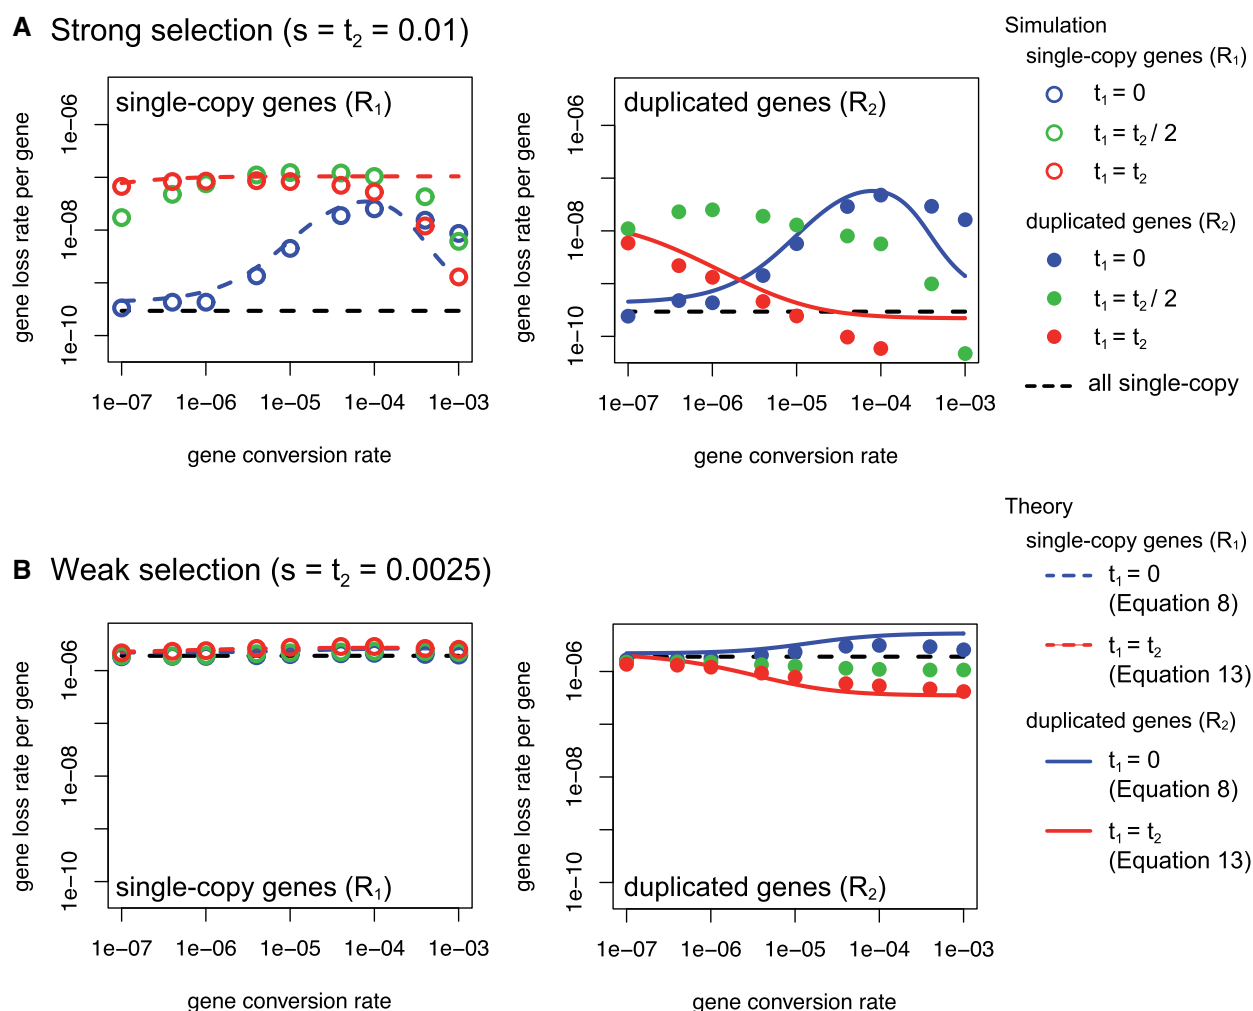 A Strong selection (s = t2 = 0.01)
single-copy genes (R1)
gene loss rate per gene
1e−06
1e−08
1e−10
1e−07 1e−06 1e−05 1e−04 1e−03
gene conversion rate
duplicated genes (R2)
gene loss rate per gene
1e−06
1e−08
1e−10
1e−07 1e−06 1e−05 1e−04 1e−03
gene conversion rate
Simulation
single-copy genes (R1)
t1 = 0
t1 = t2 / 2
t1 = t2
duplicated genes (R2)
t1 = 0
t1 = t2 / 2
t1 = t2
all single-copy
B Weak selection (s = t2 = 0.0025)
single-copy genes (R1)
gene loss rate per gene
1e−06
1e−08
1e−10
1e−07 1e−06 1e−05 1e−04 1e−03
gene conversion rate
duplicated genes (R2)
gene loss rate per gene
1e−06
1e−08
1e−10
1e−07 1e−06 1e−05 1e−04 1e−03
gene conversion rate
Theory
single-copy genes (R1)
t1 = 0
(Equation 8)
t1 = t2
(Equation 13)
duplicated genes (R2)
t1 = 0
(Equation 8)
t1 = t2
(Equation 13)